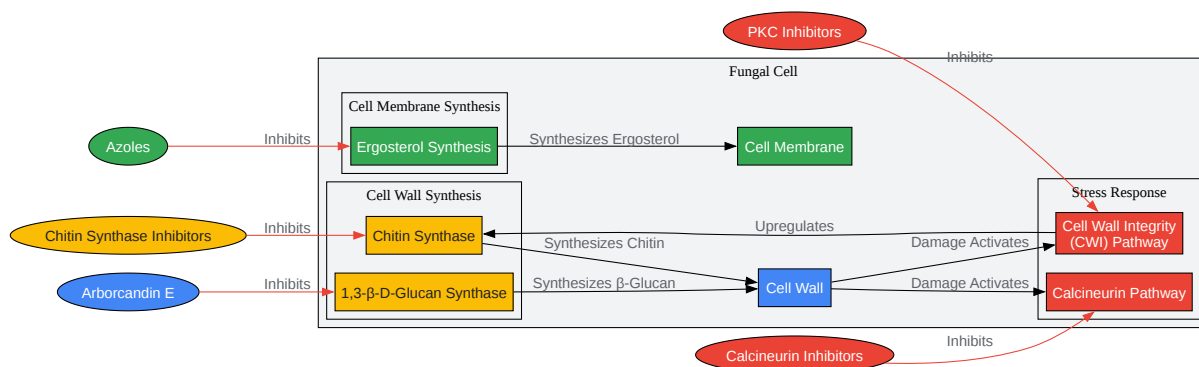 PKC Inhibitors
Inhibits
Fungal Cell
Cell Membrane Synthesis
Azoles
Inhibits
Ergosterol Synthesis
Synthesizes Ergosterol
Cell Membrane
Cell Wall Synthesis
Stress Response
Chitin Synthase Inhibitors
Inhibits
Chitin Synthase
Upregulates
Cell Wall Integrity
(CWI) Pathway
Synthesizes Chitin
Damage Activates
Arborcandin E
Inhibits
1,3-β-D-Glucan Synthase
Synthesizes β-Glucan
Cell Wall
Damage Activates
Calcineurin Pathway
Calcineurin Inhibitors
Inhibits